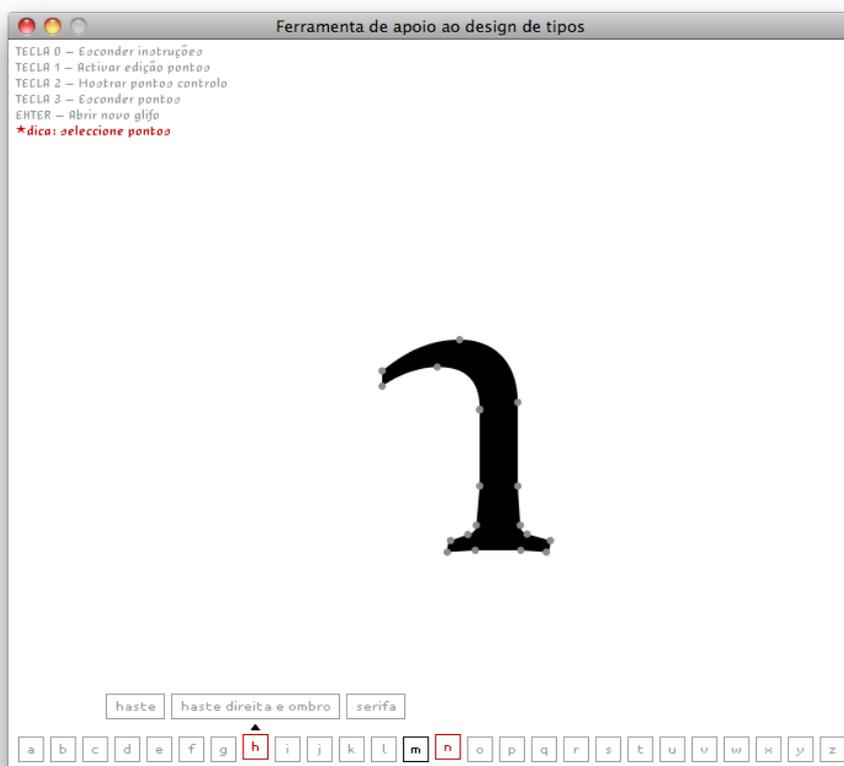 Ferramenta de apoio ao design de tipos
TECLA 0 – Esconder instruções
TECLA 1 – Activar edição pontos
TECLA 2 – Mostrar pontos controlo
TECLA 3 – Esconder pontos
ENTER – Abrir novo glifo
*dica: seleccione pontos
haste haste direita e ombro serifa
a b c d e f g h i j k l m n o p q r s t u v w x y z